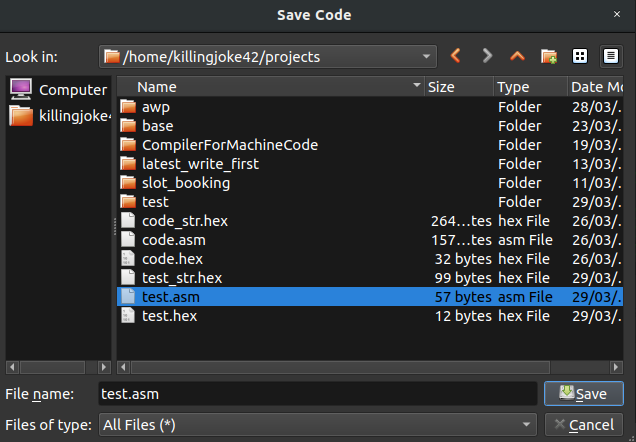 Save Code
Look in: /home/killingjoke42/projects
Computer
killingjoke4
Name Size Type Date Mo
awp Folder 28/03/..
base Folder 23/03/..
CompilerForMachineCode Folder 19/03/..
latest_write_first Folder 13/03/..
slot_booking Folder 11/03/..
test Folder 29/03/..
code_str.hex 264...tes hex File 26/03/..
code.asm 157...tes asm File 26/03/..
code.hex 32 bytes hex File 26/03/..
test_str.hex 99 bytes hex File 29/03/..
test.asm 57 bytes asm File 29/03/..
test.hex 12 bytes hex File 29/03/..
File name: test.asm Save
Files of type: All Files (*) Cancel